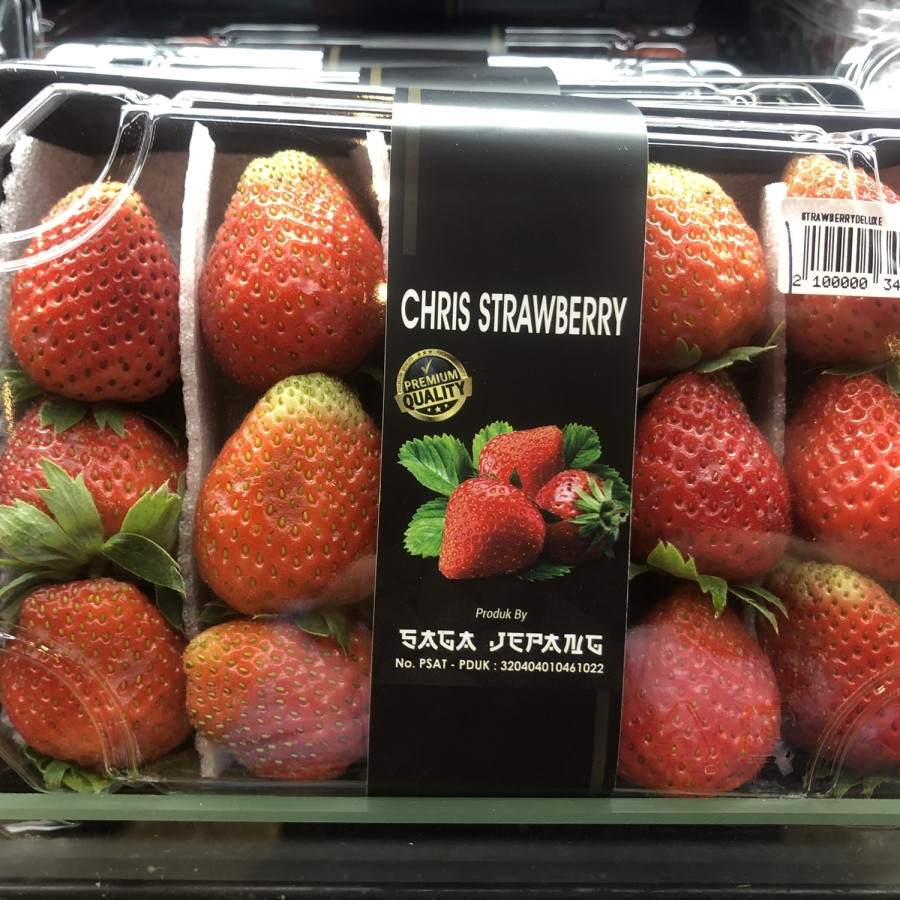 STRAWBERRYDELUXE
2 100000 34
CHRIS STRAWBERRY
PREMIUM
QUALITY
Produk By
SAGA JEPANG
No. PSAT - PDUK : 320404010461022